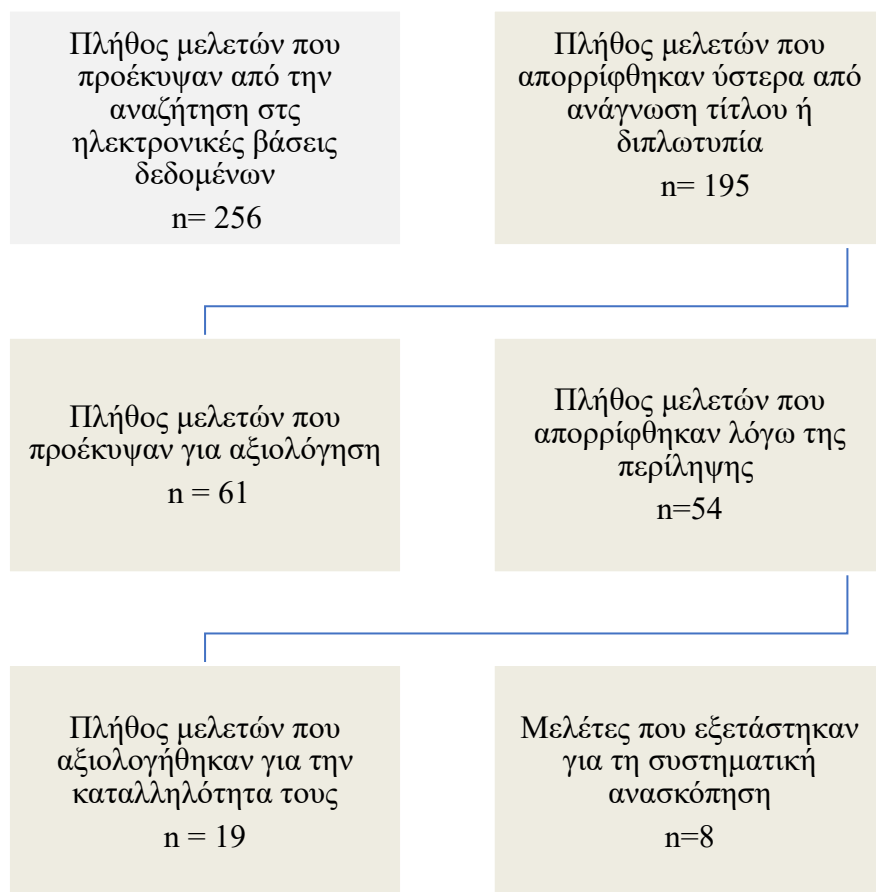 Πλήθος μελετών που
προέκυψαν από την
αναζήτηση στς
ηλεκτρονικές βάσεις
δεδομένων
n= 256
Πλήθος μελετών που
απορρίφθηκαν ύστερα από
ανάγνωση τίτλου ή
διπλωτυπία
n= 195
Πλήθος μελετών που
προέκυψαν για αξιολόγηση
n = 61
Πλήθος μελετών που
απορρίφθηκαν λόγω της
περίληψης
n=54
Πλήθος μελετών που
αξιολογήθηκαν για την
καταλληλότητα τους
n = 19
Μελέτες που εξετάστηκαν
για τη συστηματική
ανασκόπηση
n=8